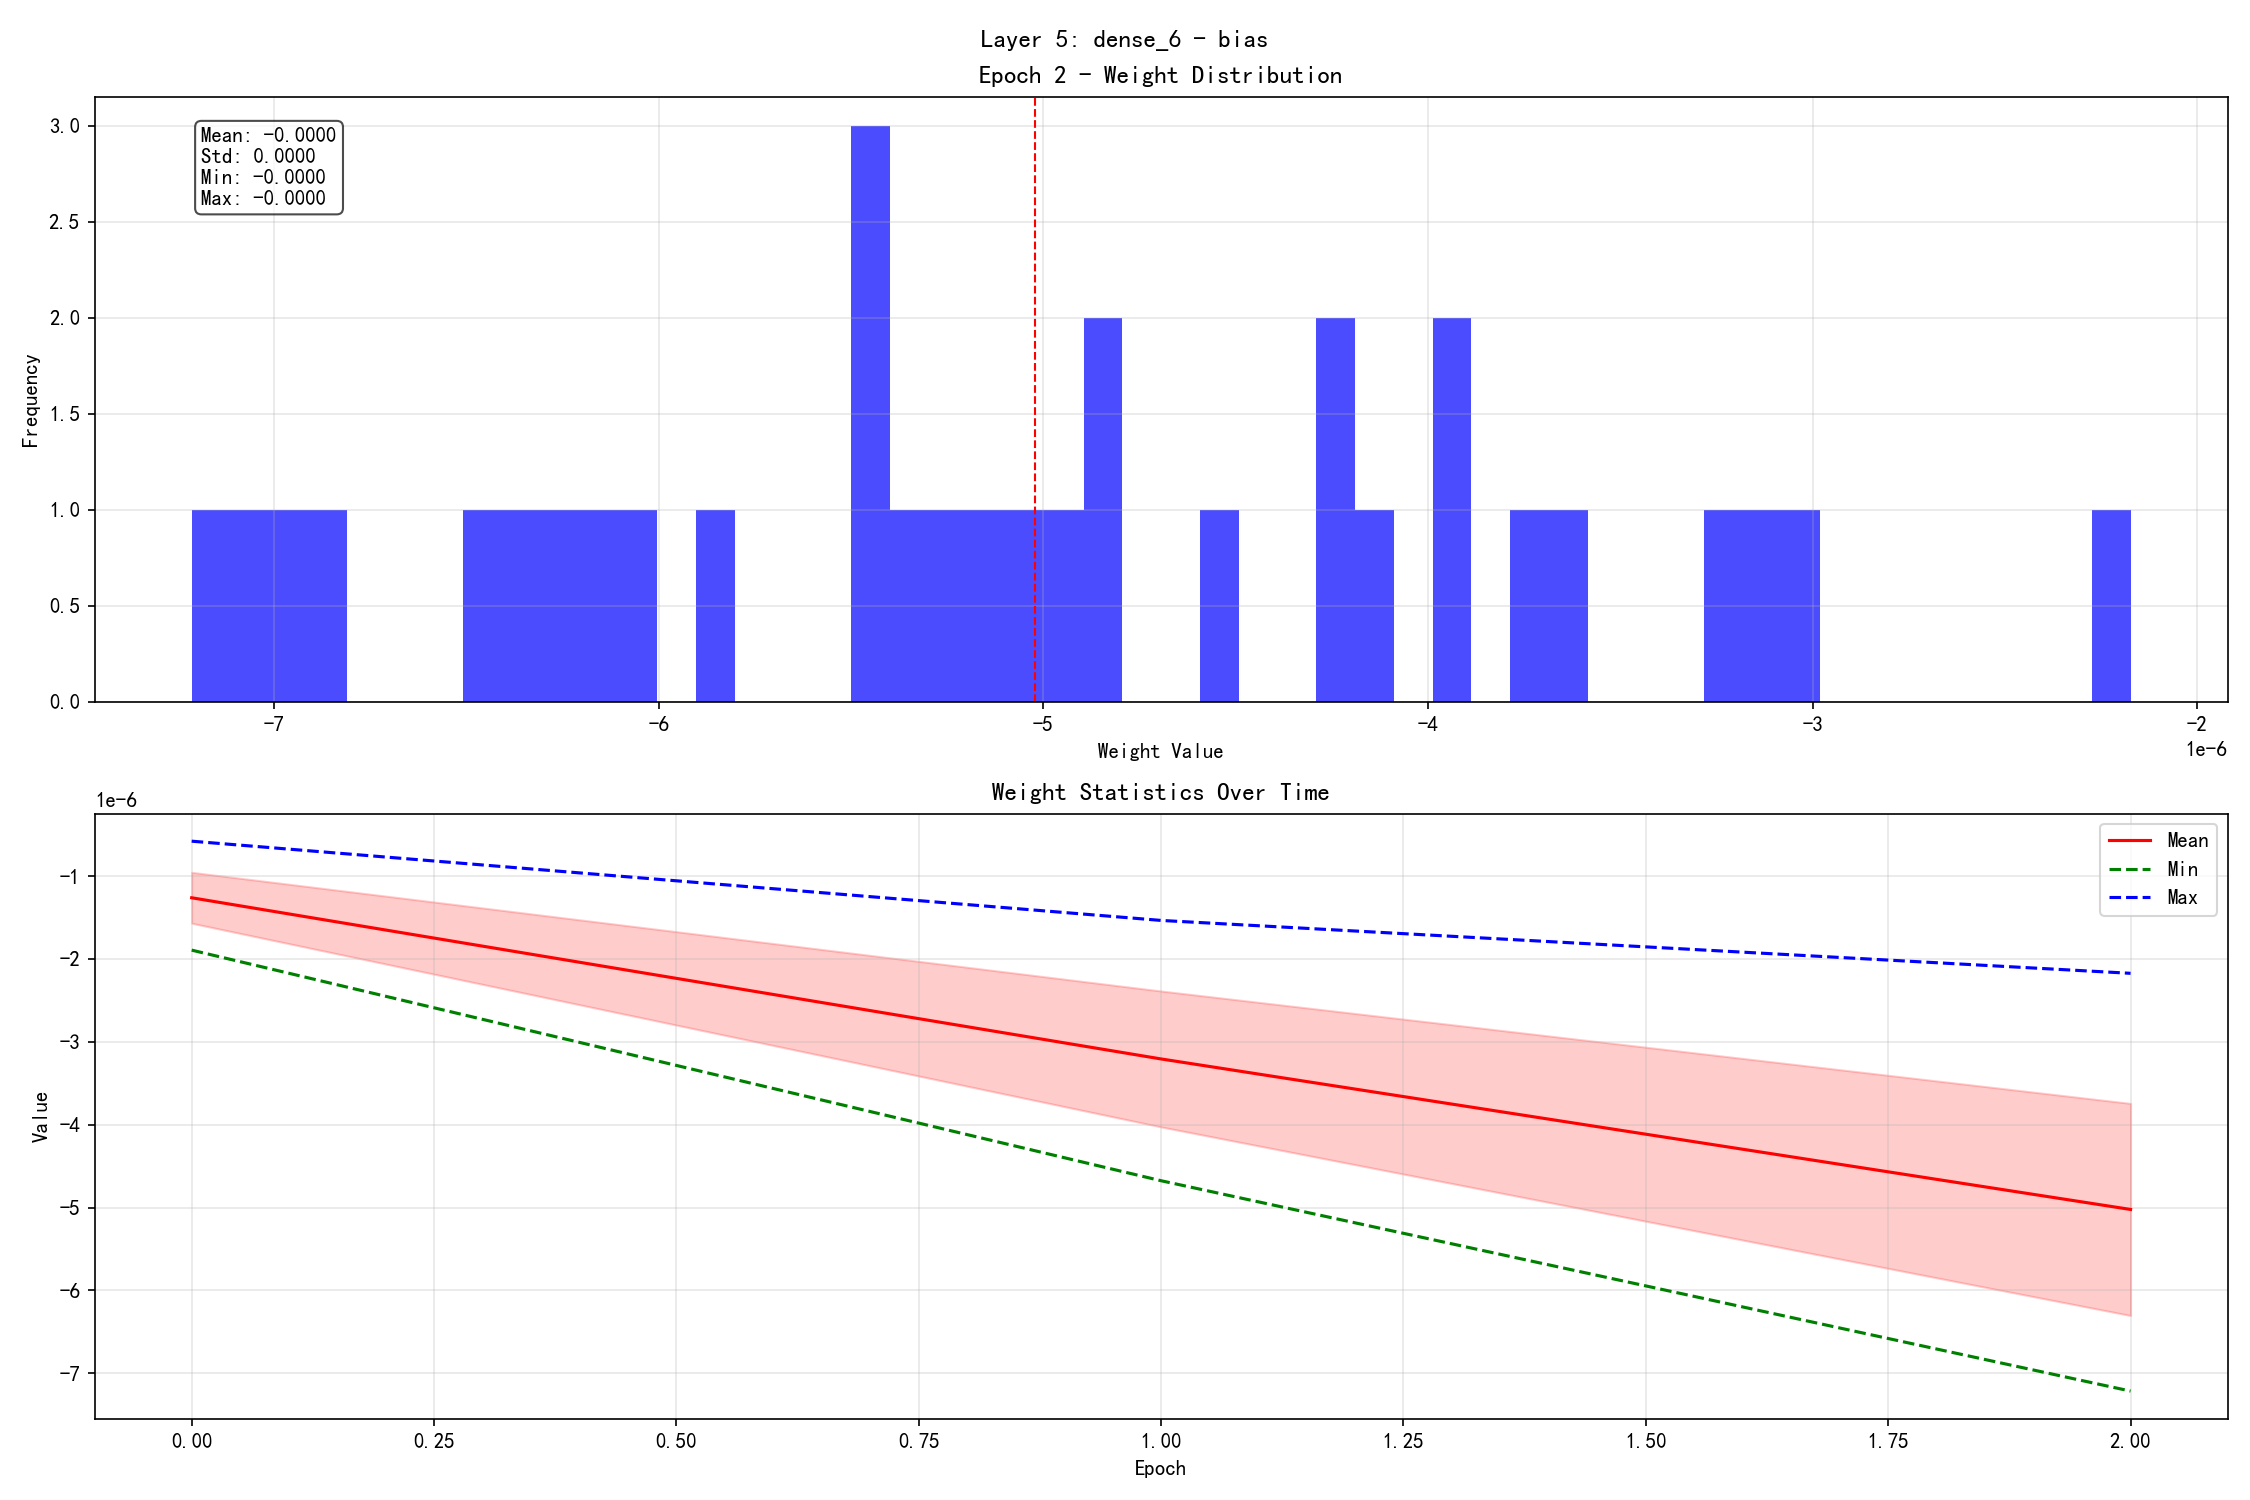 Layer 5: dense_6 - bias
Epoch 2 - Weight Distribution
Mean: -0.0000
Std: 0.0000
Min: -0.0000
Max: -0.0000
3.0
2.5
2.0
1.5
1.0
0.5
0.0
Frequency
-7 -6 -5 -4 -3 -2
1e-6
Weight Value
Weight Statistics Over Time
1e-6
Mean
Min
Max
-1
-2
-3
-4
-5
-6
-7
Value
0.00 0.25 0.50 0.75 1.00 1.25 1.50 1.75 2.00
Epoch